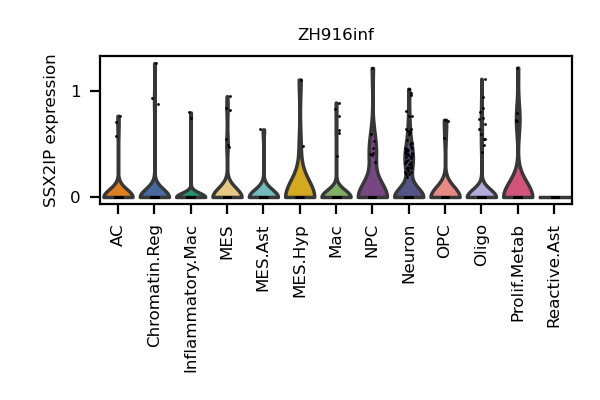 ZH916inf
SSX2IP expression
1
0
AC
Chromatin.Reg
Inflammatory.Mac
MES
MES.Ast
MES.Hyp
Mac
NPC
Neuron
OPC
Oligo
Prolif.Metab
Reactive.Ast